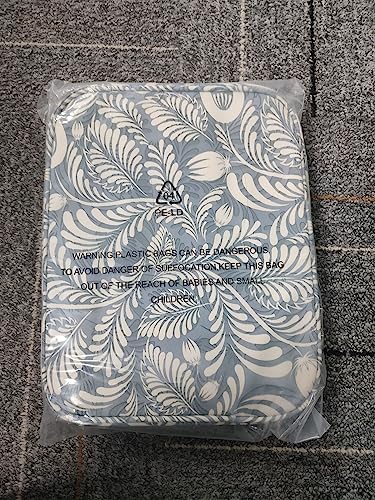 04
PE-LD
WARNING:PLASTIC BAGS CAN BE DANGEROUS.
TO AVOID DANGER OF SUFFOCATION KEEP THIS BAG
OUT OF THE REACH OF BABIES AND SMALL
CHILDREN.